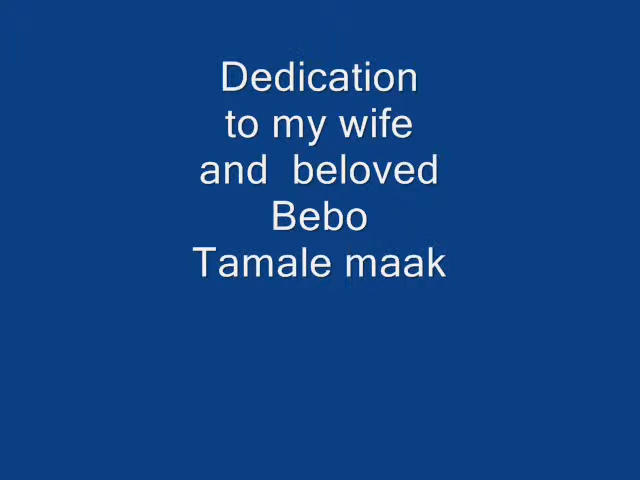 Dedication
to my wife
and  beloved
Bebo
Tamale maak